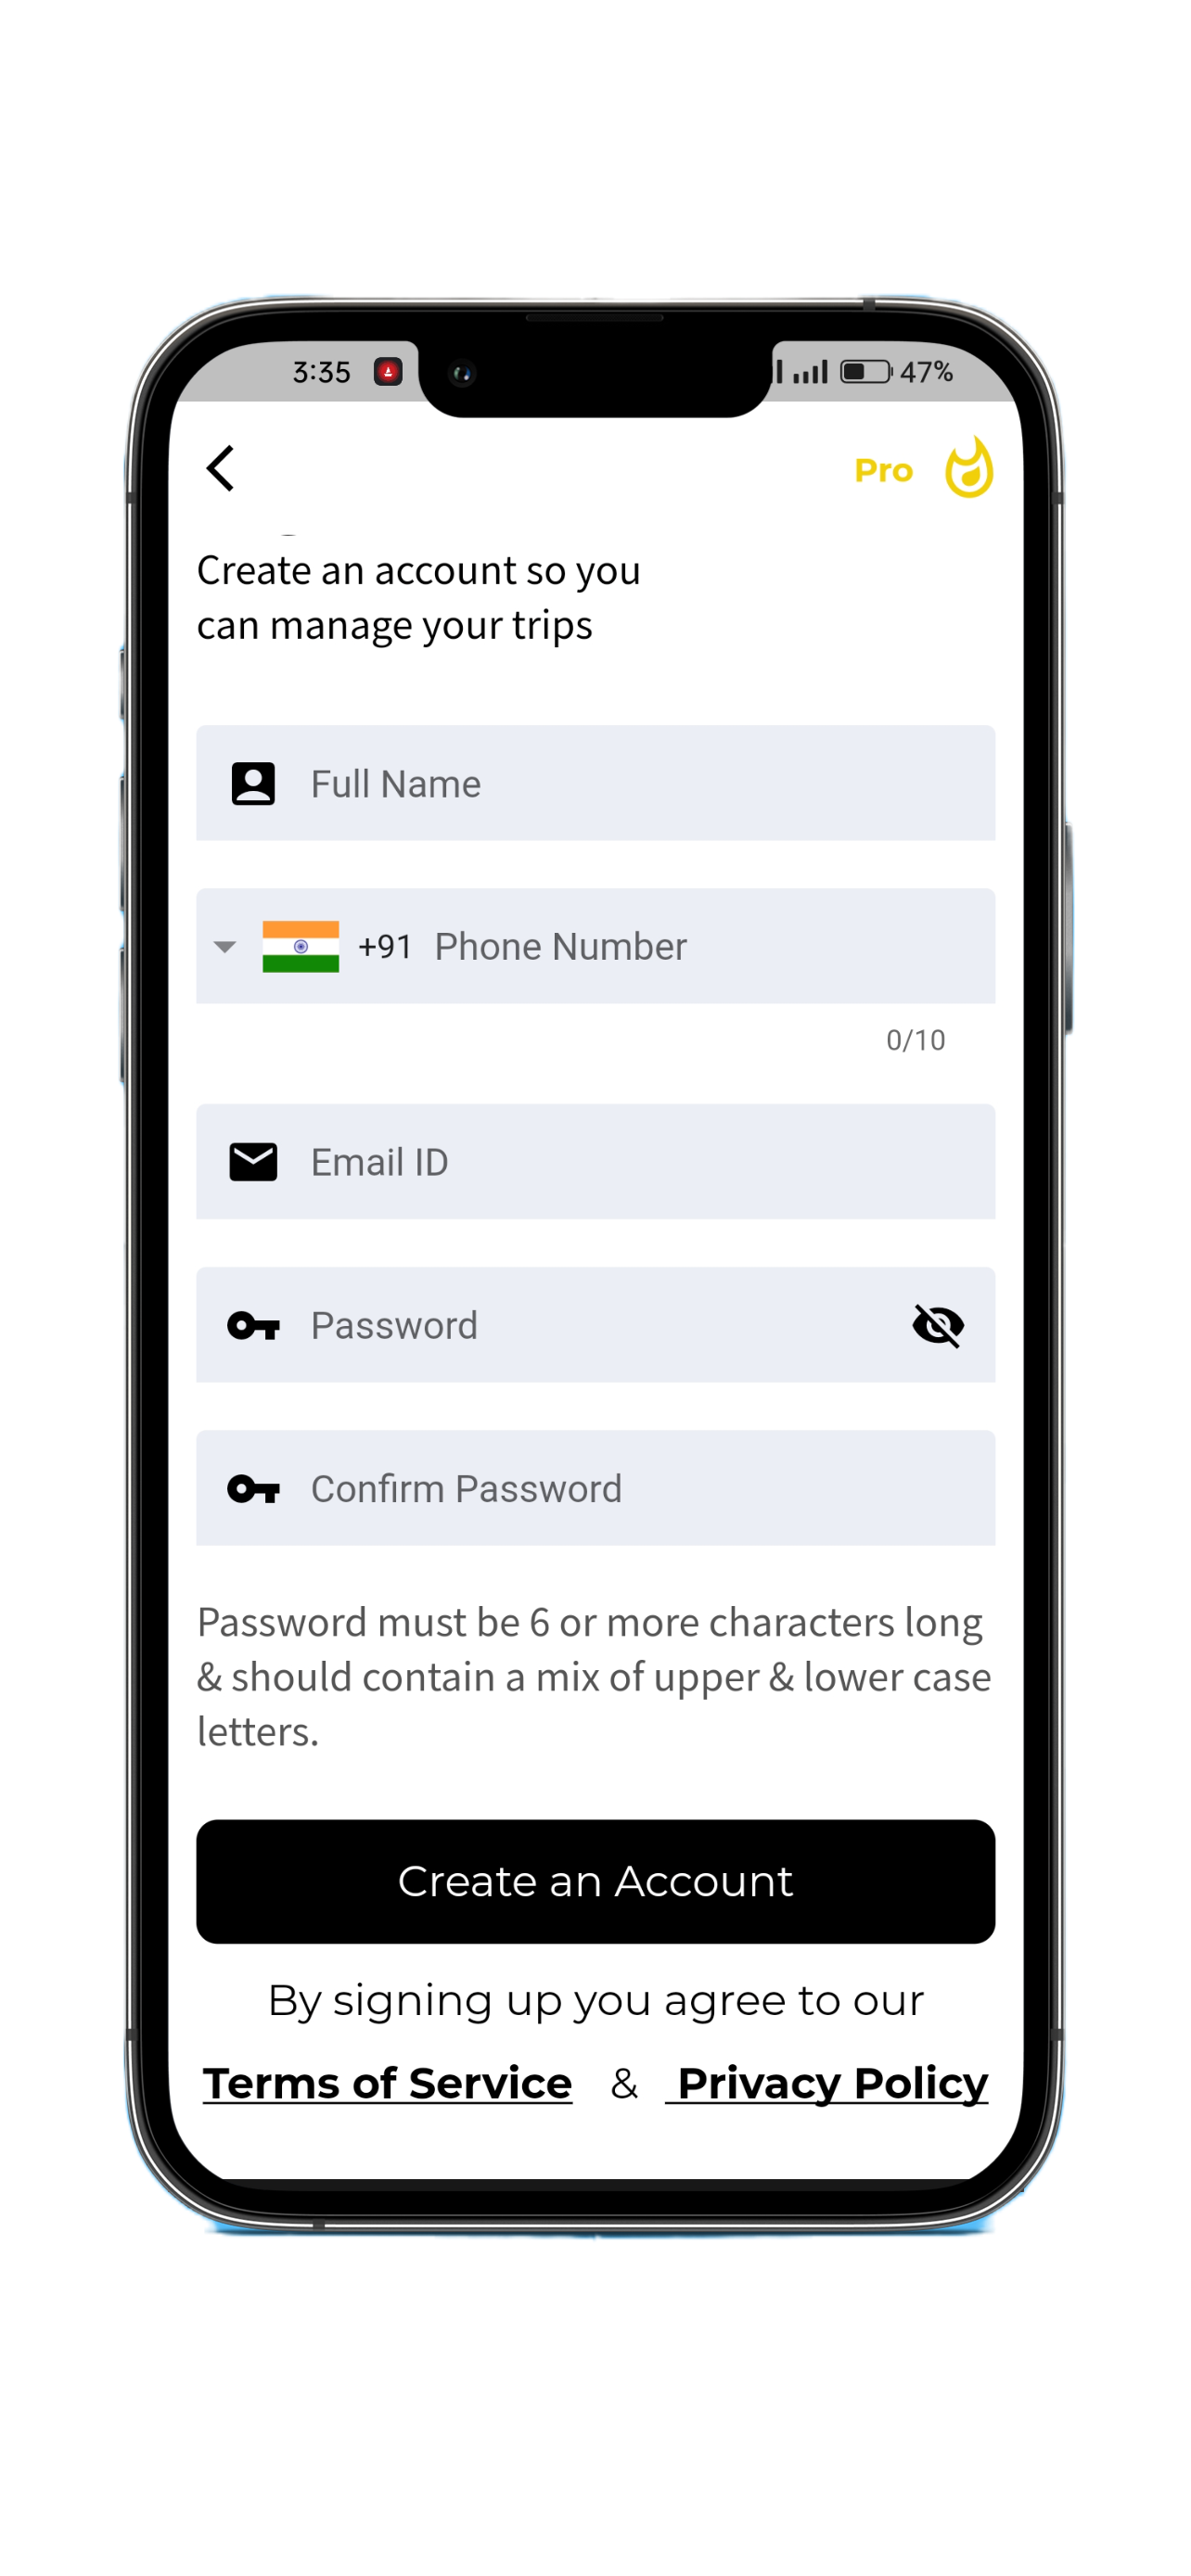 3:35 47%
Pro
Create an account so you
can manage your trips
Full Name
+91 Phone Number
0/10
Email ID
Password
Confirm Password
Password must be 6 or more characters long
& should contain a mix of upper & lower case
letters.
Create an Account
By signing up you agree to our
Terms of Service & Privacy Policy